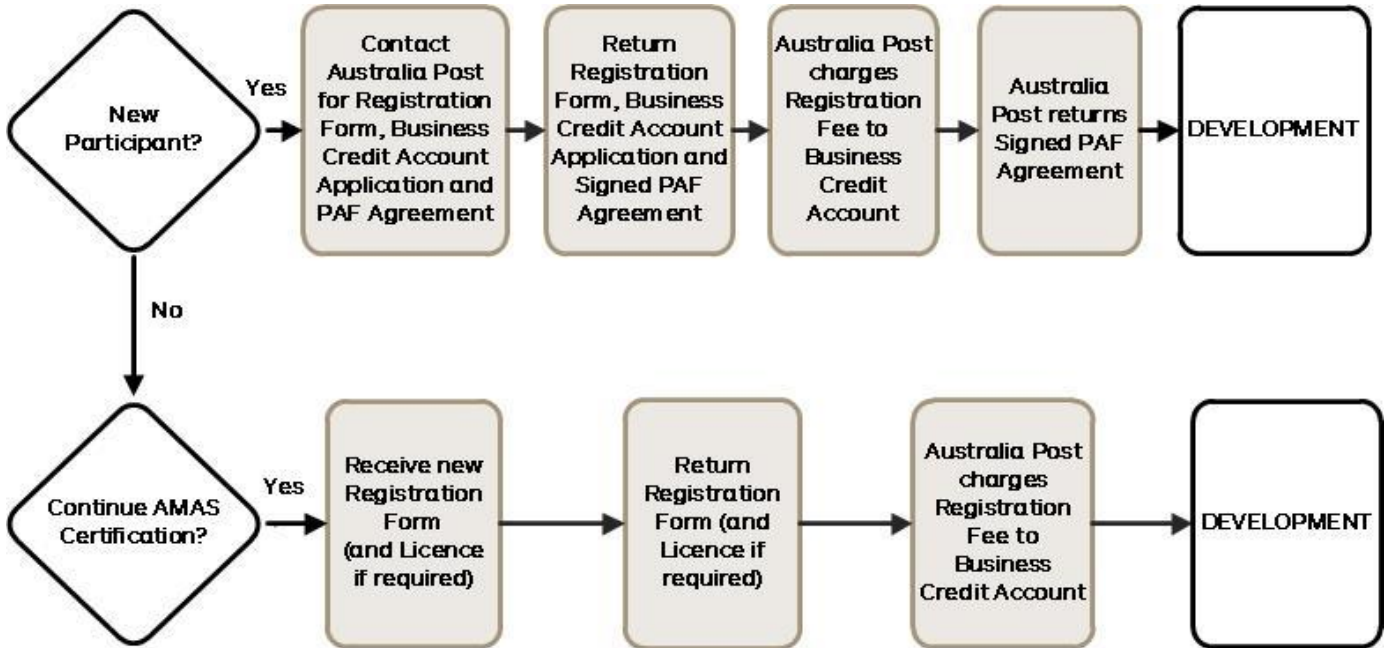 New
Participant?
Yes
Contact
Australia Post
for Registration
Form, Business
Credit Account
Application and
PAF Agreement
Return
Registration
Form, Business
Credit Account
Application and
Signed PAF
Agreement
Australia Post
charges
Registration
Fee to
Business
Credit
Account
Australia
Post returns
Signed PAF
Agreement
DEVELOPMENT
No
Continue AMAS
Certification?
Yes
Receive new
Registration
Form
(and Licence
if required)
Return
Registration
Form (and
Licence if
required)
Australia Post
charges
Registration
Fee to
Business
Credit Account
DEVELOPMENT